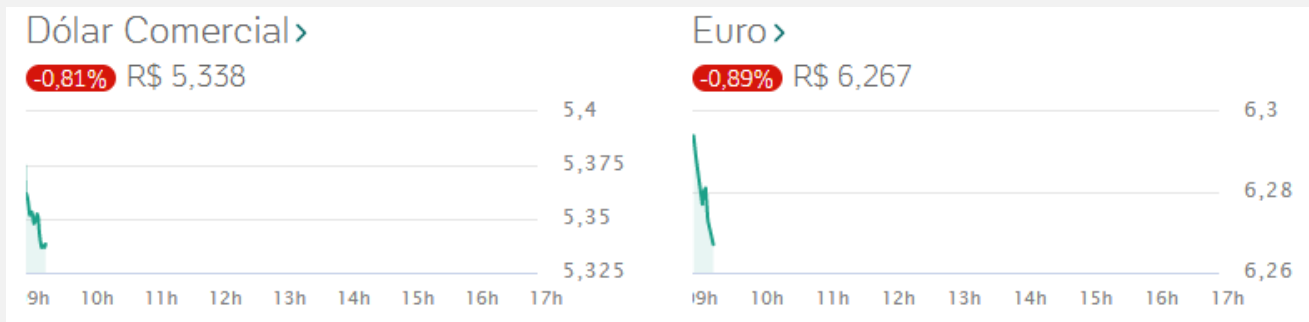 Dólar Comercial >
-0,81% R$ 5,338
5,4
5,375
5,35
5,325
9h 10h 11h 12h 13h 14h 15h 16h 17h
Euro >
-0,89% R$ 6,267
6,3
6,28
6,26
09h 10h 11h 12h 13h 14h 15h 16h 17h